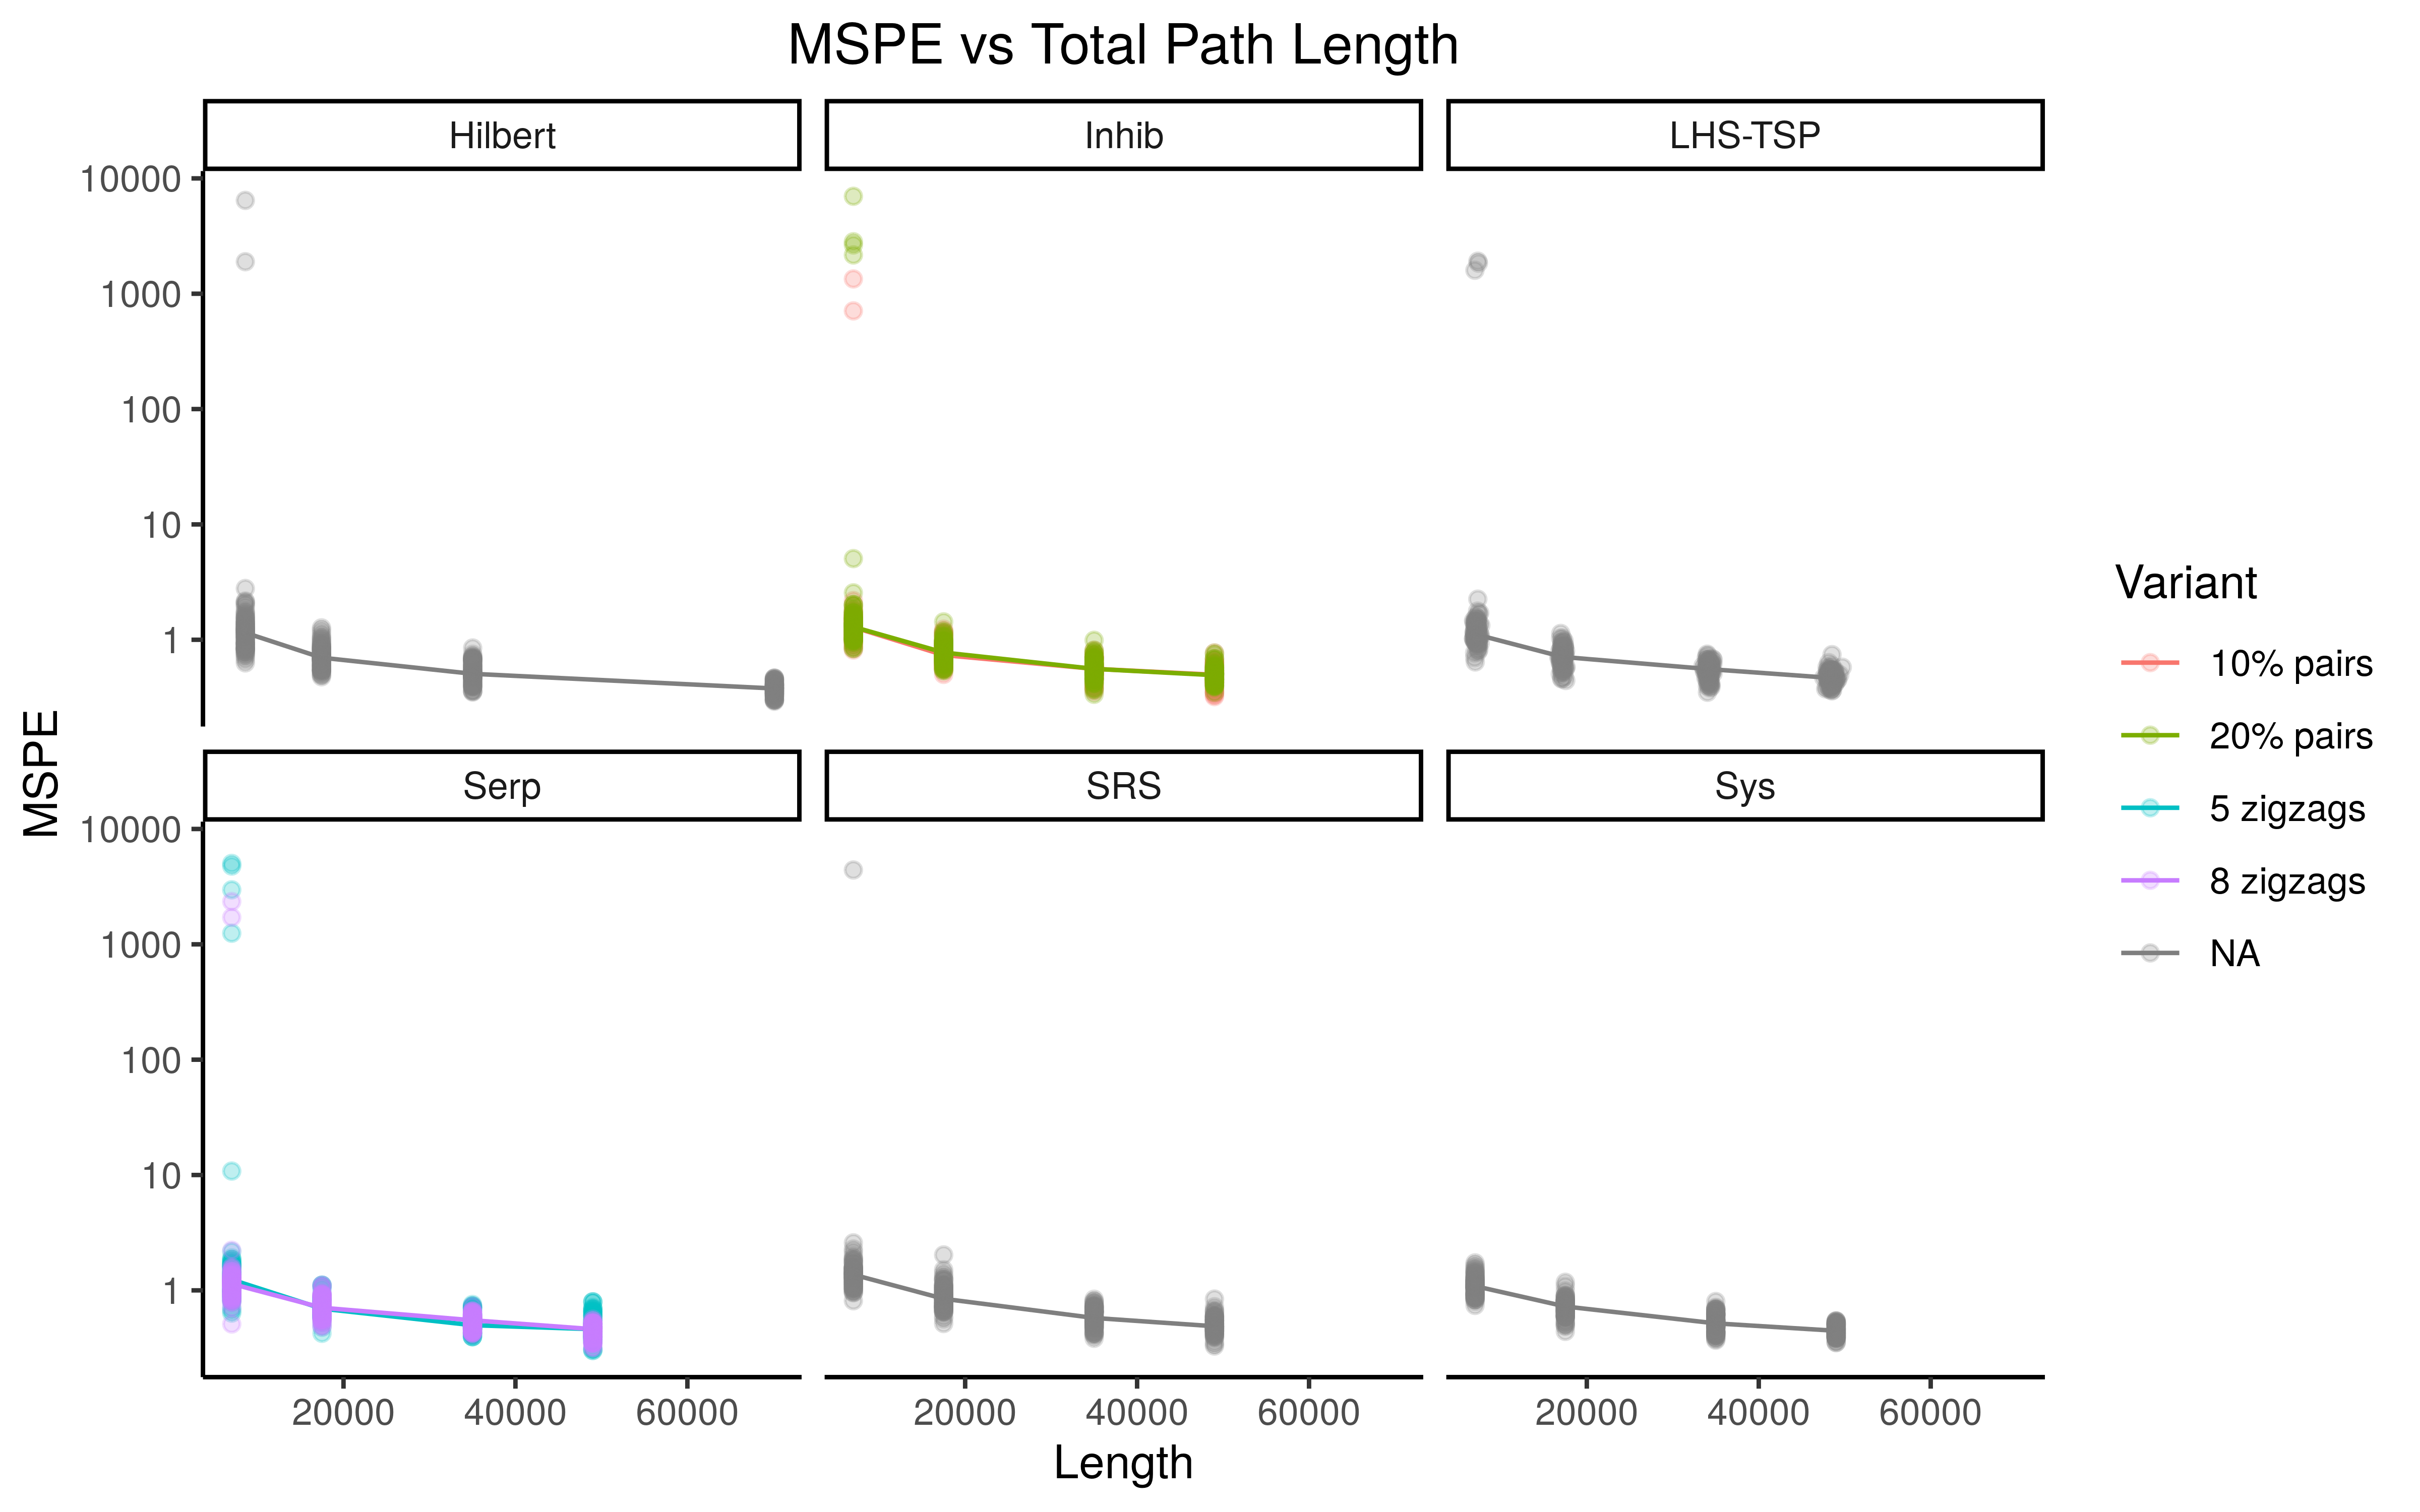 MSPE vs Total Path Length
Hilbert
Inhib
LHS-TSP
10000
1000
100
10
1
Serp
SRS
Sys
10000
1000
100
10
1
20000
40000
60000
20000
40000
60000
20000
40000
60000
Length
MSPE
Variant
10% pairs
20% pairs
5 zigzags
8 zigzags
NA